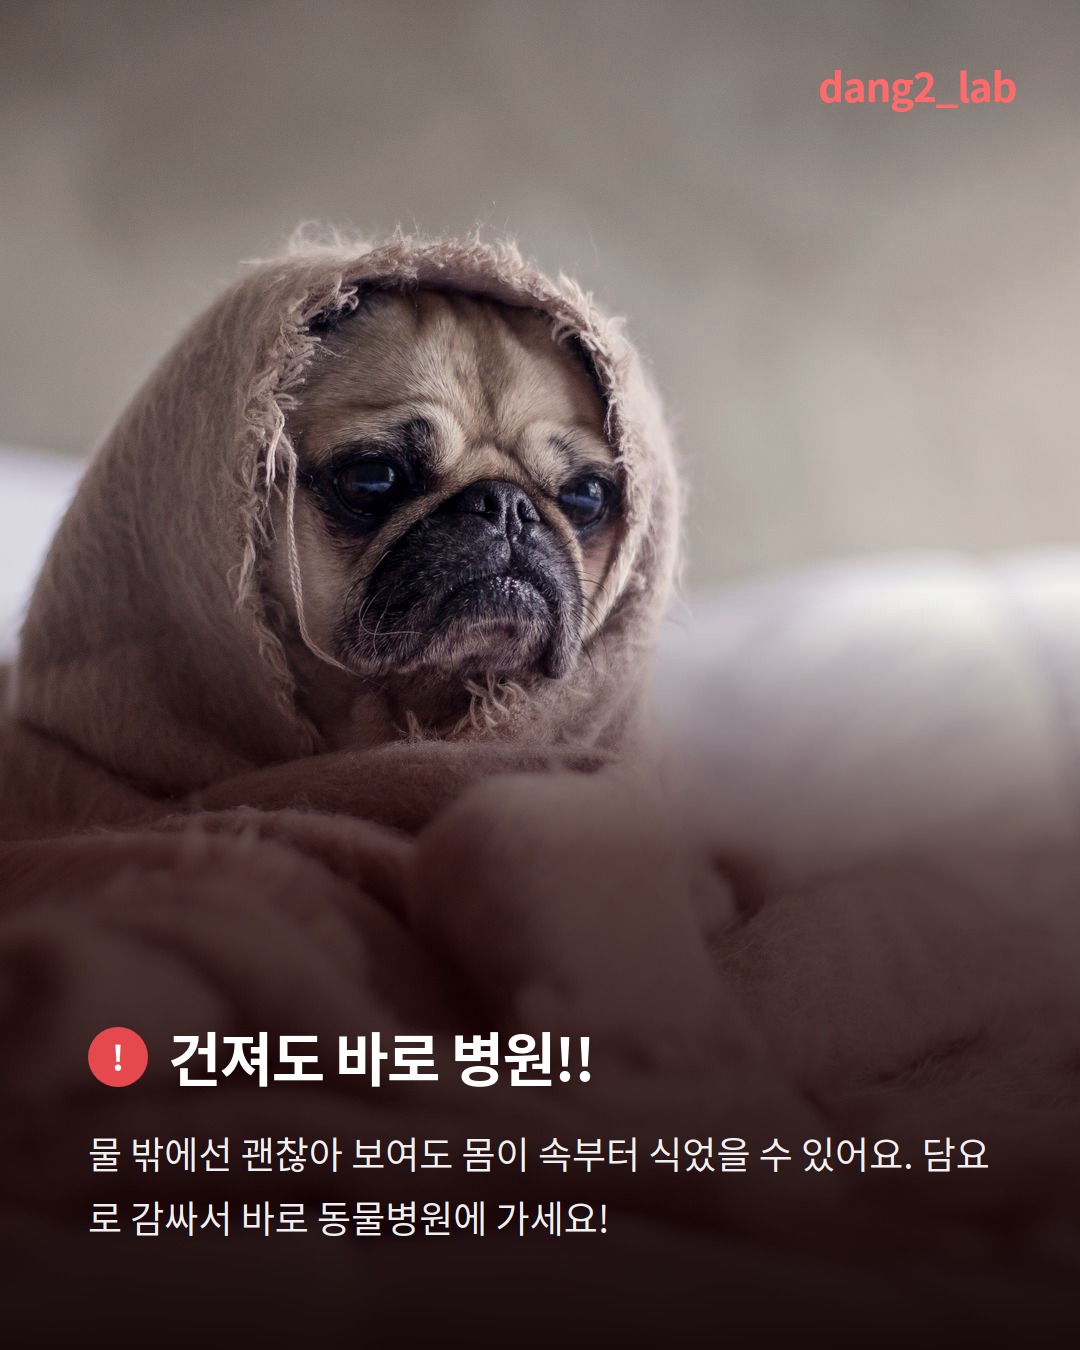 dang2_lab
! 건져도 바로 병원!!
물 밖에선 괜찮아 보여도 몸이 속부터 식었을 수 있어요. 담요
로 감싸서 바로 동물병원에 가세요!